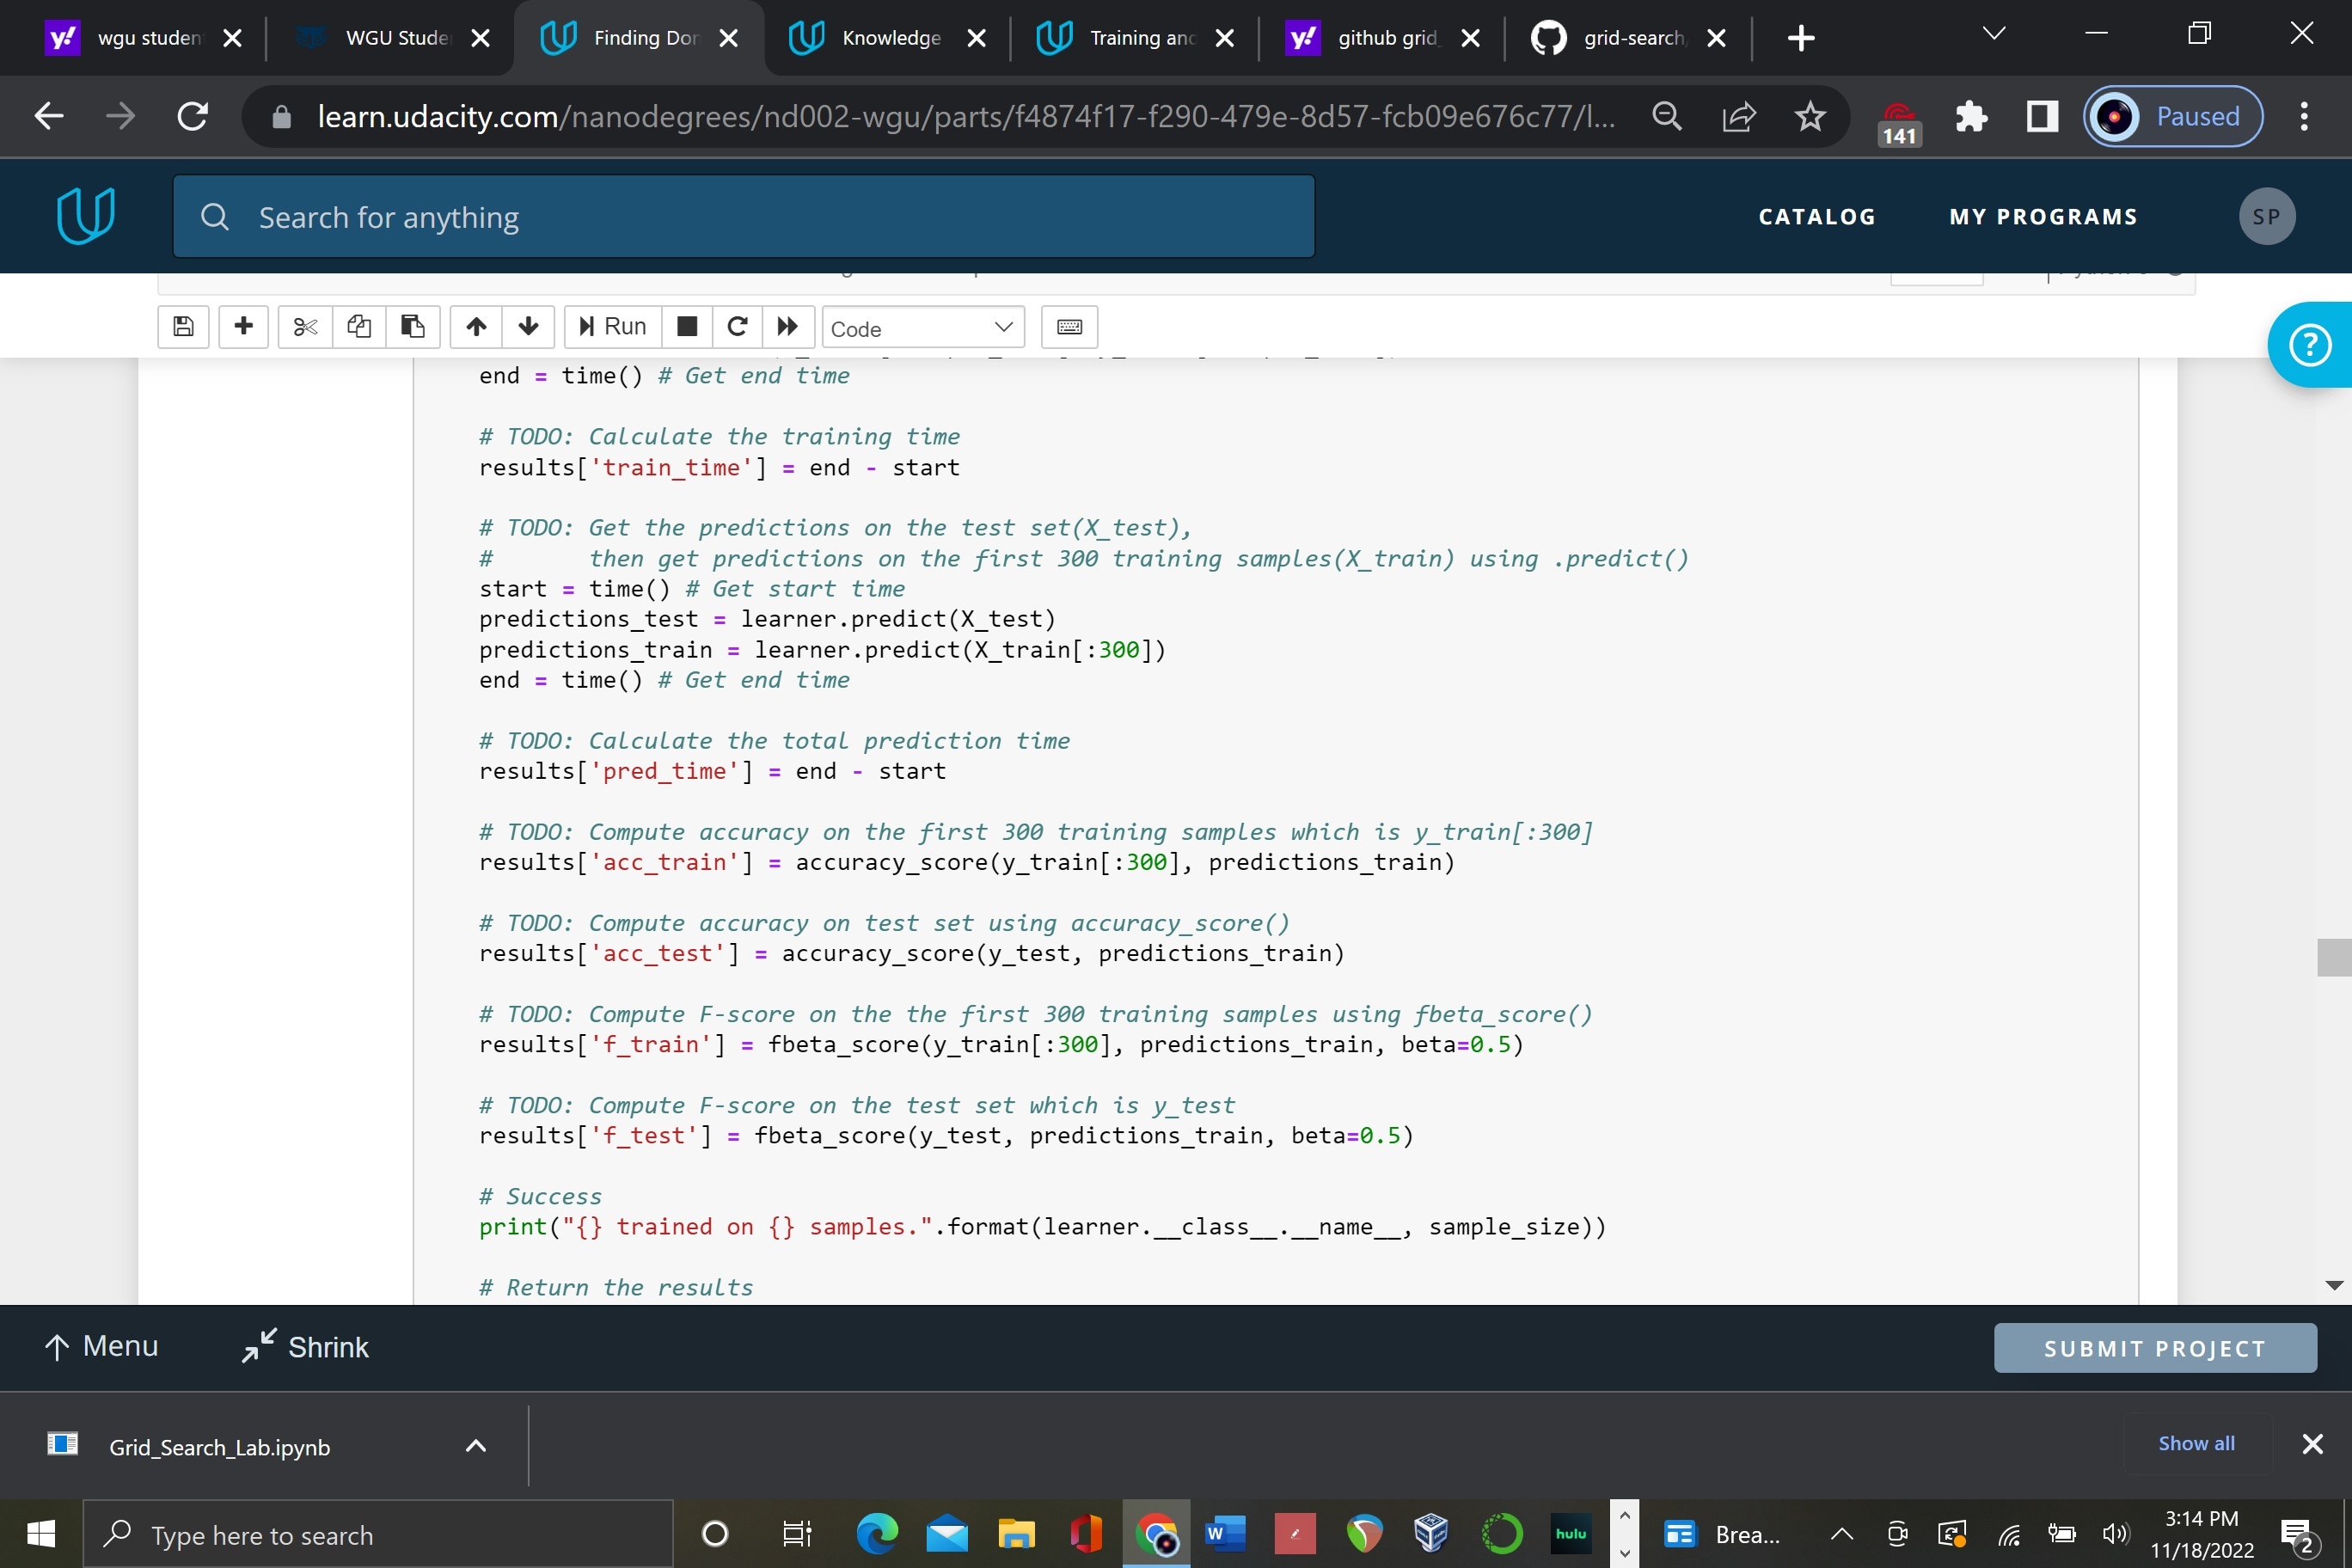 wgu studen
WGU Stude
Finding Don
Knowledge
Training and
github grid_
grid-search,
learn.udacity.com/nanodegrees/nd002-wgu/parts/f4874f17-f290-479e-8d57-fcb09e676c77/l...
141
Paused
Search for anything
CATALOG
MY PROGRAMS
SP
Run
Code
?
end = time() # Get end time
# TODO: Calculate the training time
results['train_time'] = end - start
# TODO: Get the predictions on the test set(X_test),
#       then get predictions on the first 300 training samples(X_train) using .predict()
start = time() # Get start time
predictions_test = learner.predict(X_test)
predictions_train = learner.predict(X_train[:300])
end = time() # Get end time
# TODO: Calculate the total prediction time
results['pred_time'] = end - start
# TODO: Compute accuracy on the first 300 training samples which is y_train[:300]
results['acc_train'] = accuracy_score(y_train[:300], predictions_train)
# TODO: Compute accuracy on test set using accuracy_score()
results['acc_test'] = accuracy_score(y_test, predictions_train)
# TODO: Compute F-score on the the first 300 training samples using fbeta_score()
results['f_train'] = fbeta_score(y_train[:300], predictions_train, beta=0.5)
# TODO: Compute F-score on the test set which is y_test
results['f_test'] = fbeta_score(y_test, predictions_train, beta=0.5)
# Success
print("{} trained on {} samples.".format(learner.__class__.__name__, sample_size))
# Return the results
Menu
Shrink
SUBMIT PROJECT
Grid_Search_Lab.ipynb
Show all
Type here to search
W
hulu
Brea...
3:14 PM
11/18/2022
2